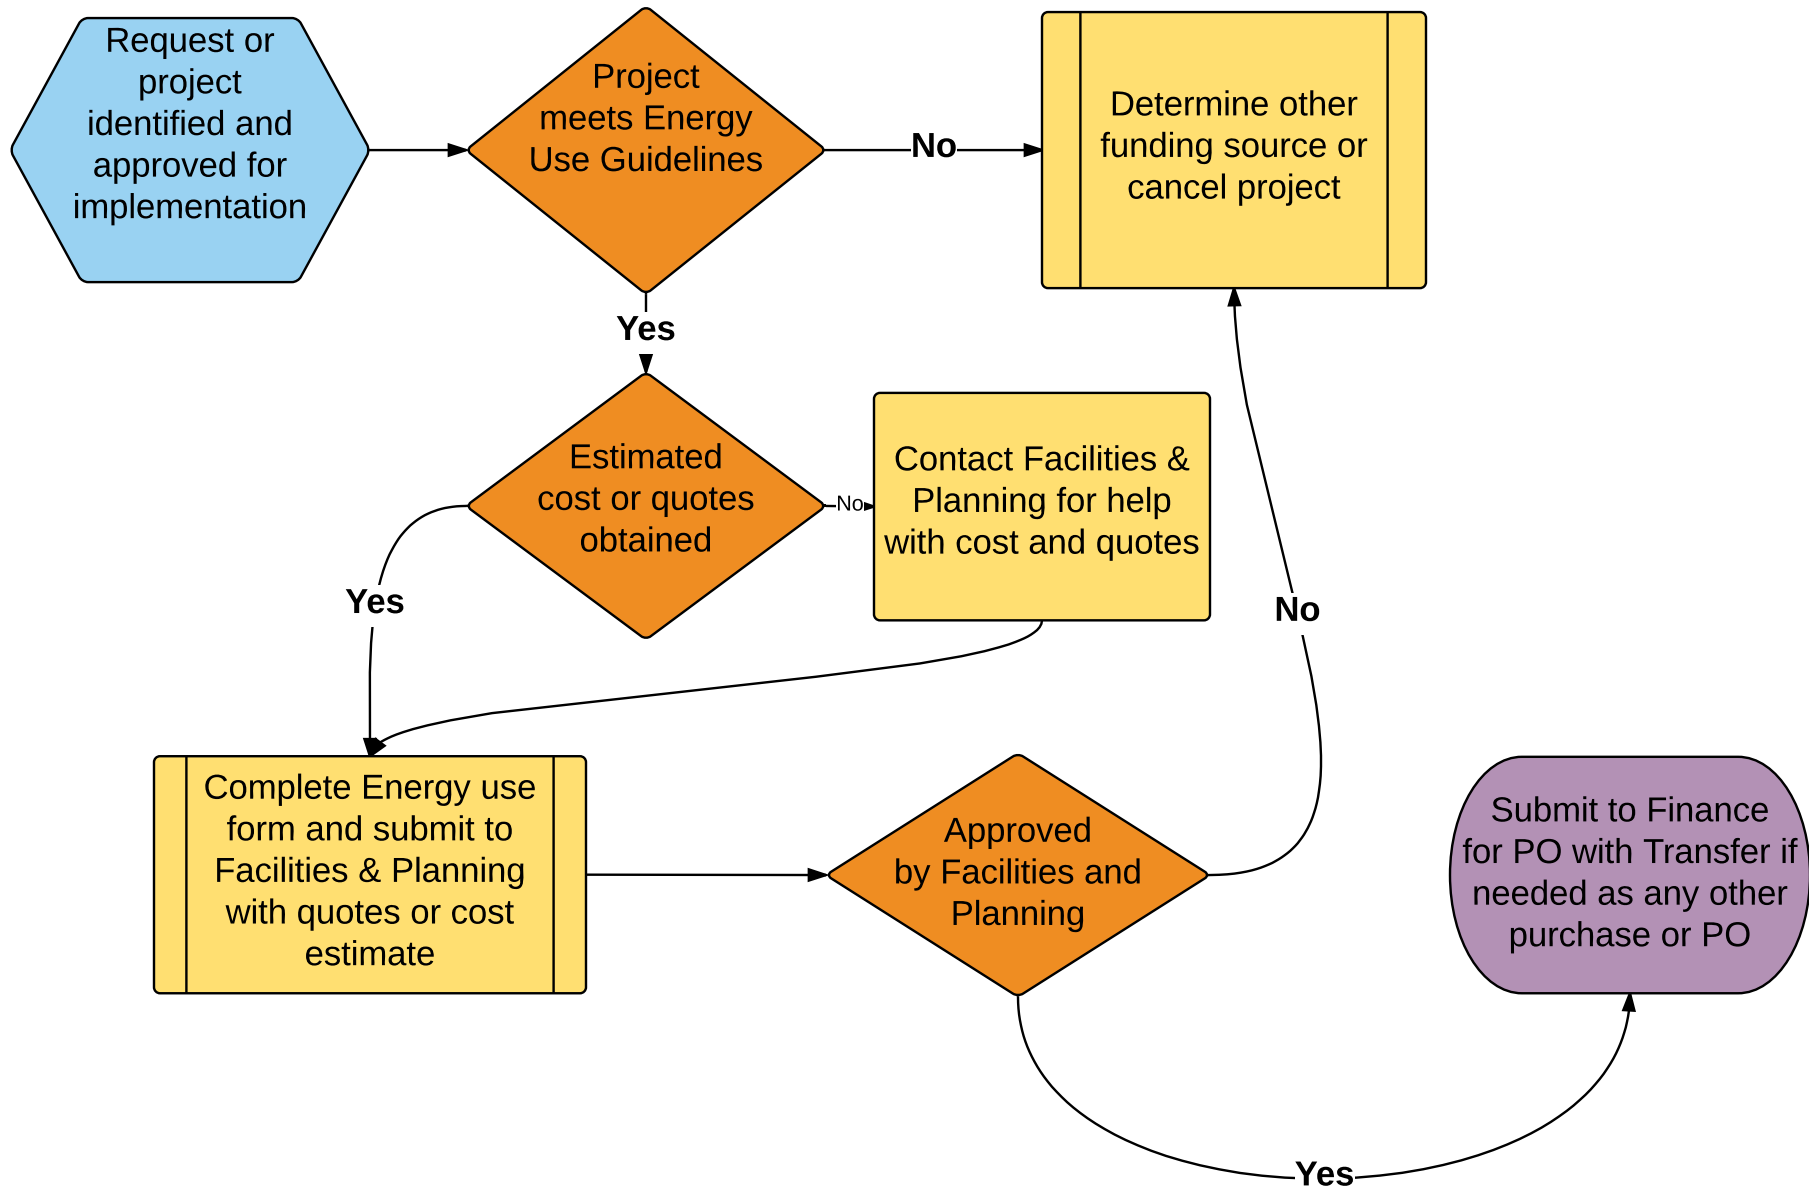 Request or
project
identified and
approved for
implementation
Project
meets Energy
Use Guidelines
No
Determine other
funding source or
cancel project
Yes
Estimated
cost or quotes
obtained
No
Contact Facilities &
Planning for help
with cost and quotes
Yes
No
Complete Energy use
form and submit to
Facilities & Planning
with quotes or cost
estimate
Approved
by Facilities and
Planning
Submit to Finance
for PO with Transfer if
needed as any other
purchase or PO
Yes